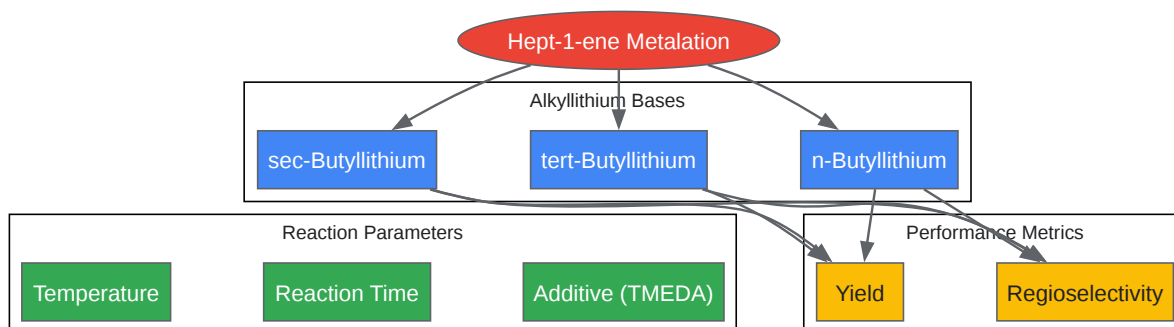 Hept-1-ene Metalation
Alkyllithium Bases
sec-Butyllithium
tert-Butyllithium
n-Butyllithium
Reaction Parameters
Performance Metrics
Temperature
Reaction Time
Additive (TMEDA)
Yield
Regioselectivity